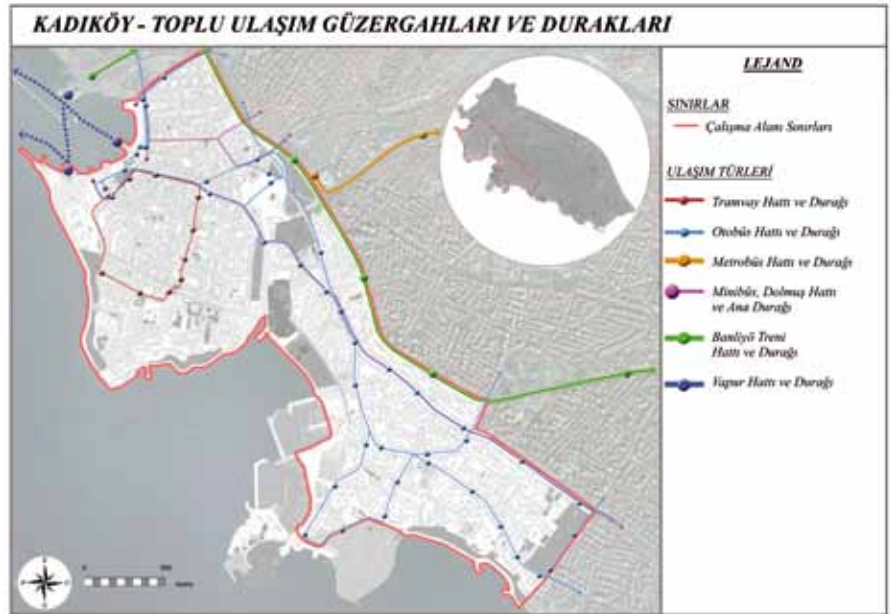 KADIKÖY - TOPLU ULAŞIM GÜZERGAHLARI VE DURAKLARI
LEJAND
SINIRLAR
Çalışma Alanı Sınırları
ULAŞIM TÜRLERİ
Tramvay Hattı ve Durağı
Otobüs Hattı ve Durağı
Metrobüs Hattı ve Durağı
Minibüs, Dolmuş Hattı
ve Ana Durağı
Banliyö Treni
Hattı ve Durağı
Vapur Hattı ve Durağı